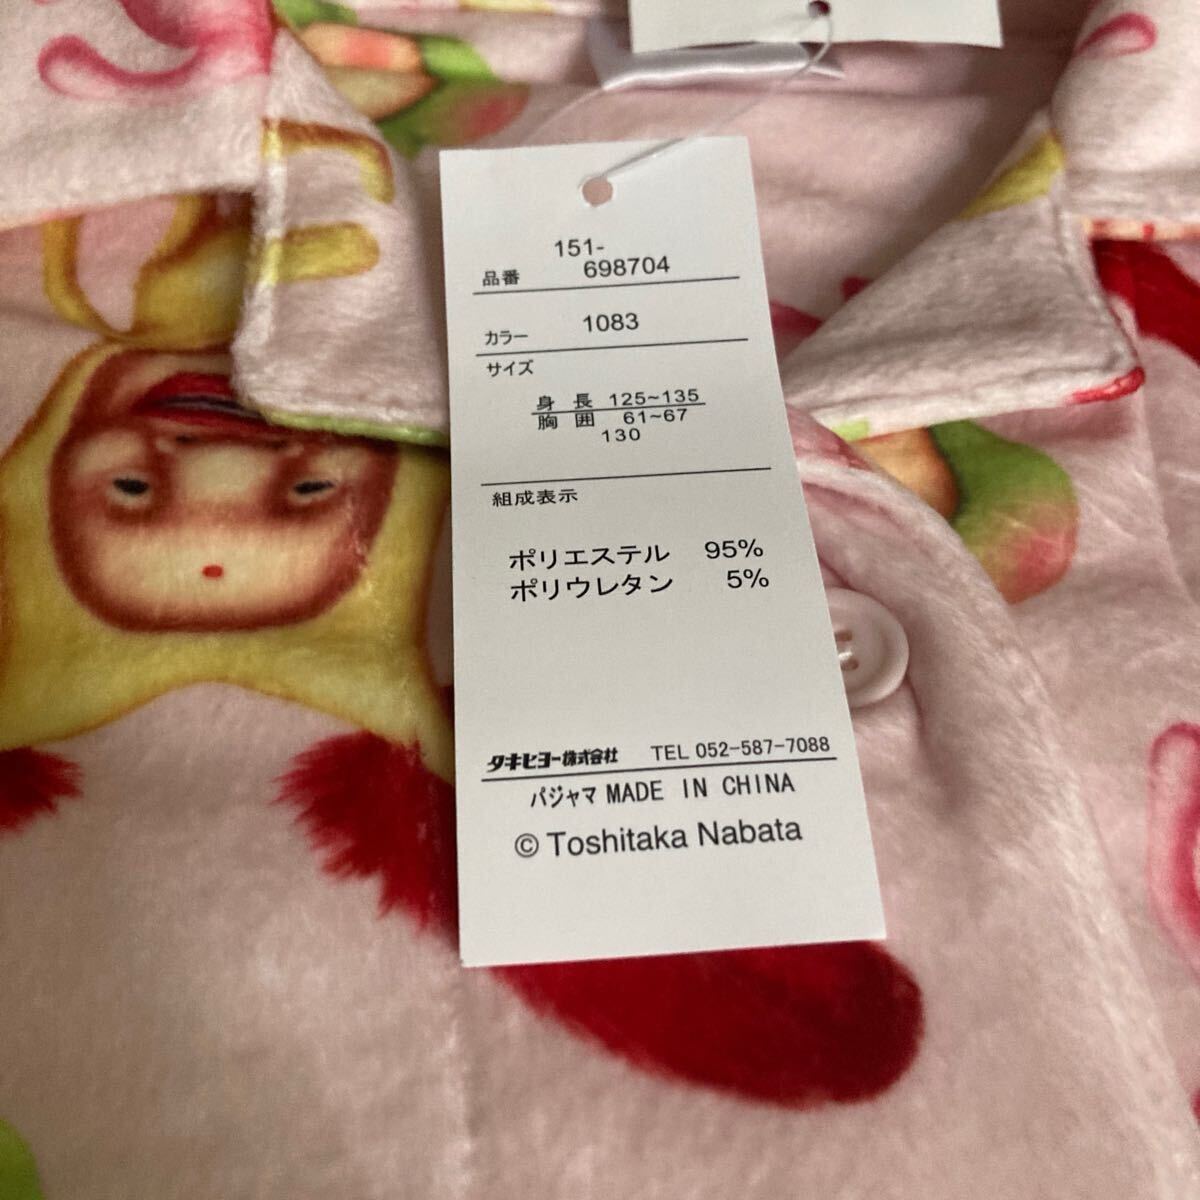 151-
品番 698704
カラー 1083
サイズ
身長 125~135
胸囲 61~67
130
組成表示
ポリエステル 95%
ポリウレタン 5%
タキヒヨー株式会社 TEL 052-587-7088
パジャマ MADE IN CHINA
© Toshitaka Nabata